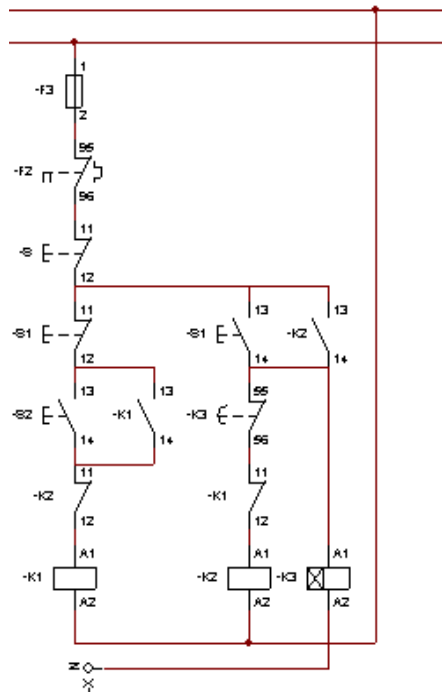 1
-F3
2
95
-F2
96
11
-S
12
11 13 13
-S1 -S1 -K2
12 14 14
13 13 55
-S2 -K1 -K3
14 14 56
11 11
-K2 -K1
12 12
A1 A1 A1
-K1 -K2 -K3
A2 A2 A2
N
X